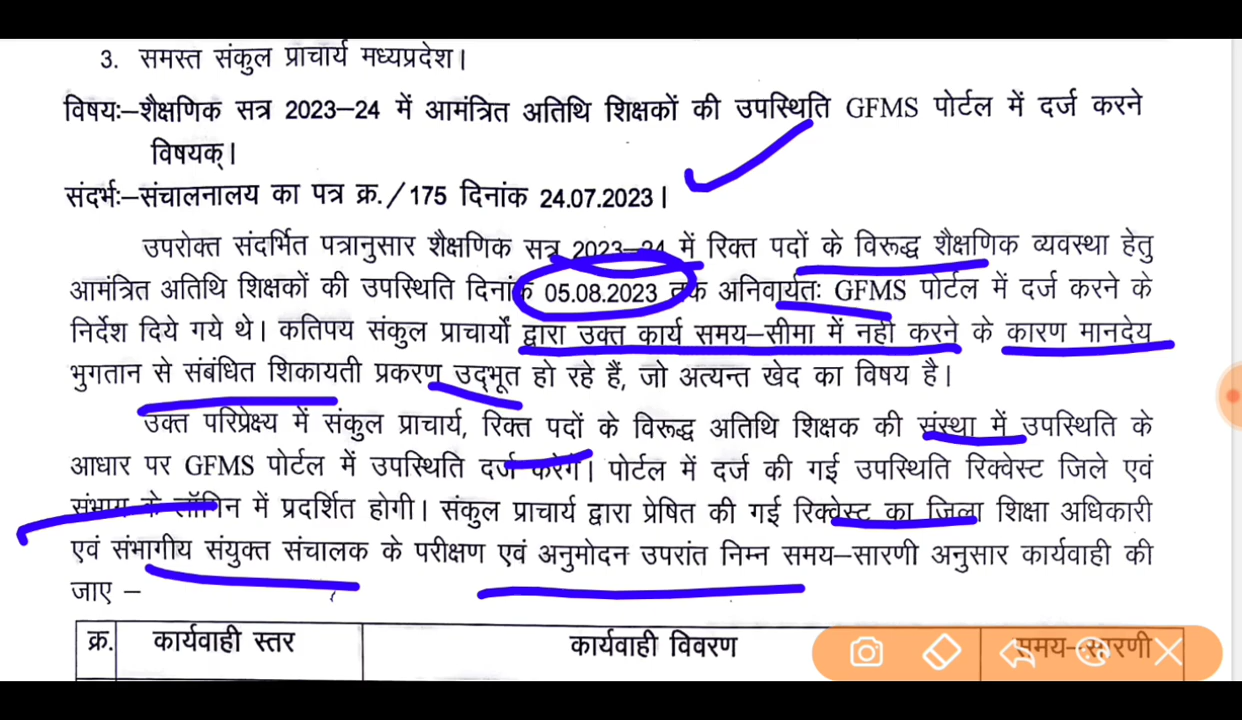 3. समस्त संकुल प्राचार्य मध्यप्रदेश।
विषयः–शैक्षणिक सत्र 2023–24 में आमंत्रित अतिथि शिक्षकों की उपस्थिति GFMS पोर्टल में दर्ज करने
विषयक्।
संदर्भः–संचालनालय का पत्र क्र./175 दिनांक 24.07.2023।
उपरोक्त संदर्भित पत्रानुसार शैक्षणिक सत्र 2023–24 में रिक्त पदों के विरूद्ध शैक्षणिक व्यवस्था हेतु
आमंत्रित अतिथि शिक्षकों की उपस्थिति दिनांक 05.08.2023 तक अनिवार्यतः GFMS पोर्टल में दर्ज करने के
निर्देश दिये गये थे। कतिपय संकुल प्राचार्यों द्वारा उक्त कार्य समय–सीमा में नही करने के कारण मानदेय
भुगतान से संबंधित शिकायती प्रकरण उद्भूत हो रहे हैं, जो अत्यन्त खेद का विषय है।
उक्त परिप्रेक्ष्य में संकुल प्राचार्य, रिक्त पदों के विरूद्ध अतिथि शिक्षक की संस्था में उपस्थिति के
आधार पर GFMS पोर्टल में उपस्थिति दर्ज करेंगे। पोर्टल में दर्ज की गई उपस्थिति रिक्वेस्ट जिले एवं
संभाग के लॉगिन में प्रदर्शित होगी। संकुल प्राचार्य द्वारा प्रेषित की गई रिक्वेस्ट का जिला शिक्षा अधिकारी
एवं संभागीय संयुक्त संचालक के परीक्षण एवं अनुमोदन उपरांत निम्न समय–सारणी अनुसार कार्यवाही की
जाए –
क्र. कार्यवाही स्तर कार्यवाही विवरण समय–सारणी